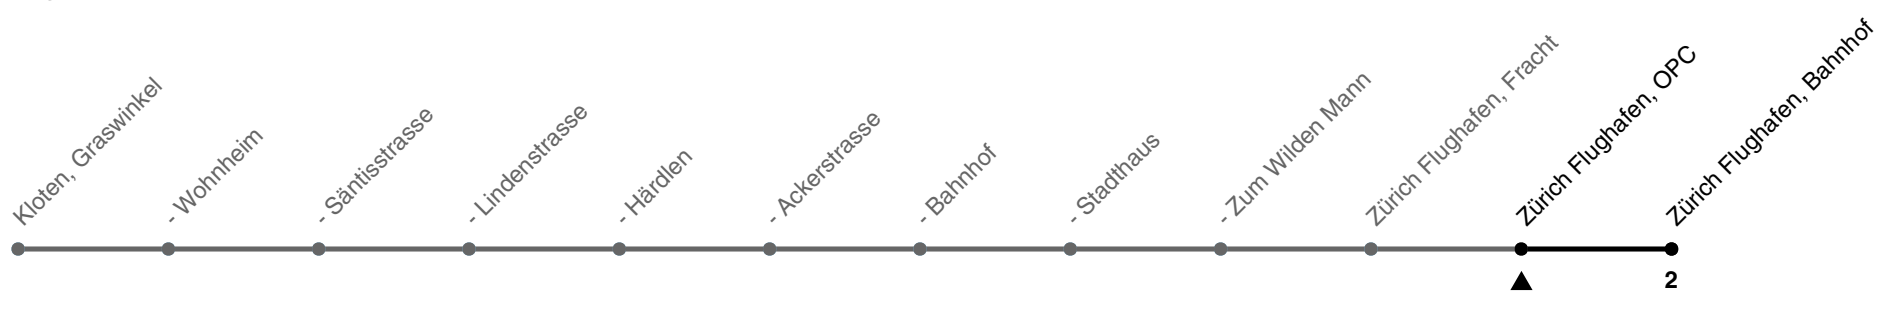 Kloten, Graswinkel
- Wohnheim
- Säntisstrasse
- Lindenstrasse
- Härdlen
- Ackerstrasse
- Bahnhof
- Stadthaus
- Zum Wilden Mann
Zürich Flughafen, Fracht
Zürich Flughafen, OPC
Zürich Flughafen, Bahnhof
2